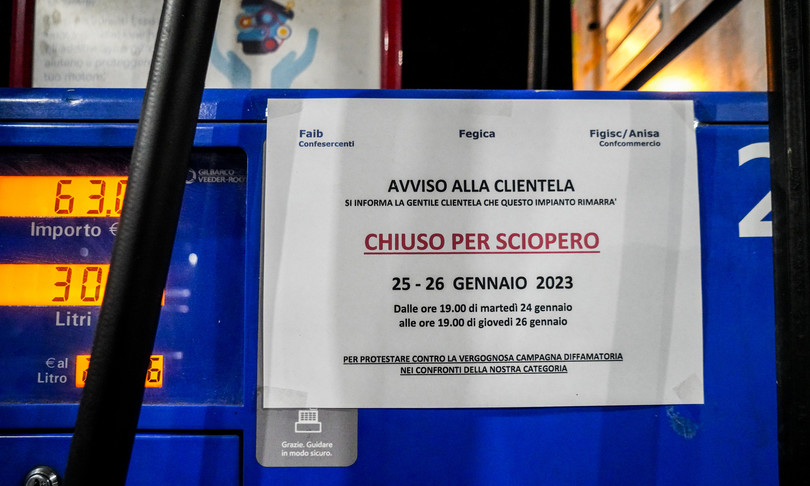 tuo motore
GILBARCO
VEEDER-ROOT
63.0
Importo €
30
Litri
€ al
Litro
Faib
Confesercenti
Fegica
Figisc/Anisa
Confcommercio
AVVISO ALLA CLIENTELA
SI INFORMA LA GENTILE CLIENTELA CHE QUESTO IMPIANTO RIMARRA'
CHIUSO PER SCIOPERO
25 - 26 GENNAIO 2023
Dalle ore 19.00 di martedì 24 gennaio
alle ore 19.00 di giovedì 26 gennaio
PER PROTESTARE CONTRO LA VERGOGNOSA CAMPAGNA DIFFAMATORIA
NEI CONFRONTI DELLA NOSTRA CATEGORIA
2
Grazie. Guidare
in modo sicuro.